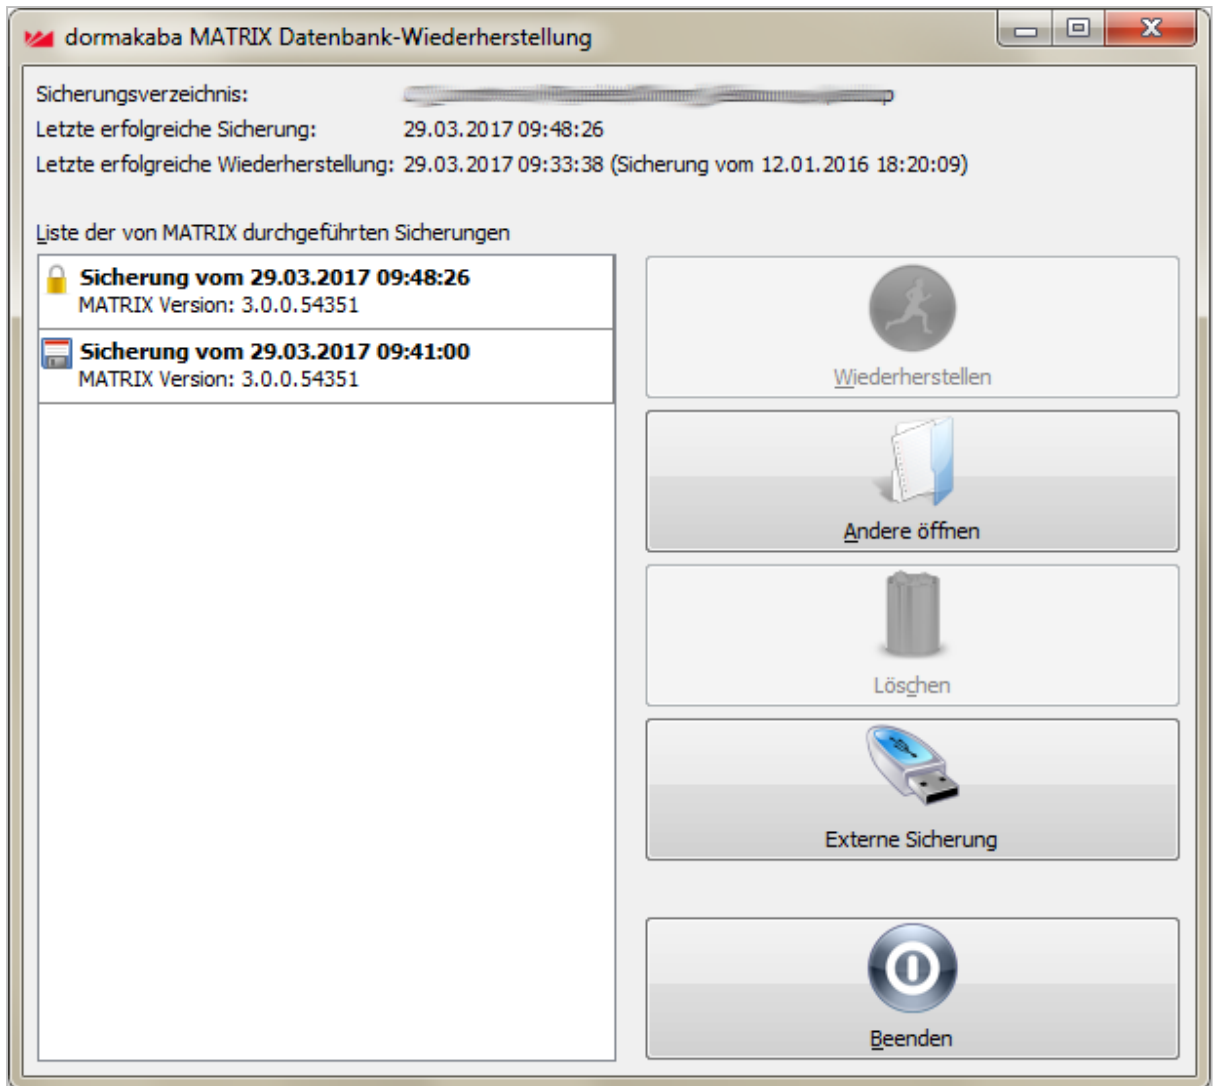 dormakaba MATRIX Datenbank-Wiederherstellung
Sicherungsverzeichnis:
Letzte erfolgreiche Sicherung: 29.03.2017 09:48:26
Letzte erfolgreiche Wiederherstellung: 29.03.2017 09:33:38 (Sicherung vom 12.01.2016 18:20:09)
Liste der von MATRIX durchgeführten Sicherungen
Sicherung vom 29.03.2017 09:48:26
MATRIX Version: 3.0.0.54351
Sicherung vom 29.03.2017 09:41:00
MATRIX Version: 3.0.0.54351
Wiederherstellen
Andere öffnen
Löschen
Externe Sicherung
Beenden